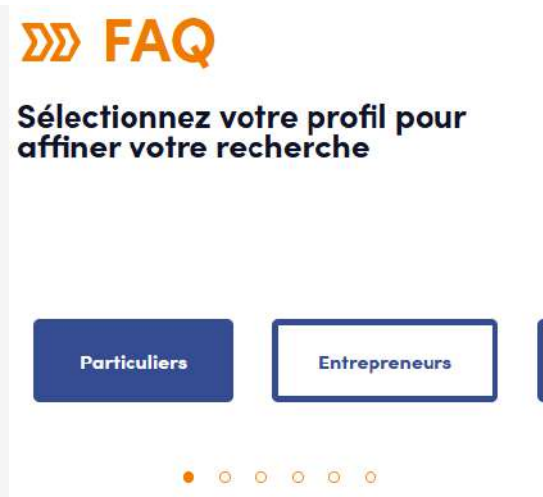 FAQ
Sélectionnez votre profil pour
affiner votre recherche
Particuliers
Entrepreneurs